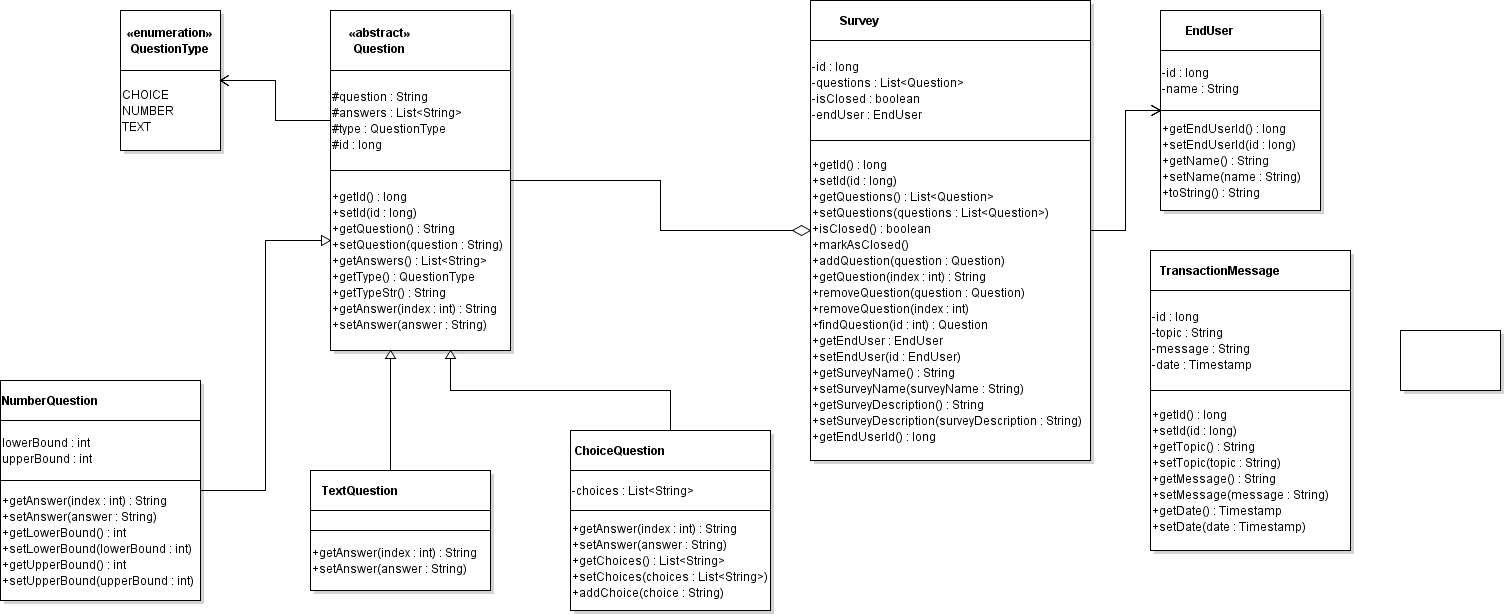 «enumeration»
QuestionType
CHOICE
NUMBER
TEXT
«abstract»
Question
#question : String
#answers : List<String>
#type : QuestionType
#id : long
+getId() : long
+setId(id : long)
+getQuestion() : String
+setQuestion(question : String)
+getAnswers() : List<String>
+getType() : QuestionType
+getTypeStr() : String
+getAnswer(index : int) : String
+setAnswer(answer : String)
Survey
-id : long
-questions : List<Question>
-isClosed : boolean
-endUser : EndUser
+getId() : long
+setId(id : long)
+getQuestions() : List<Question>
+setQuestions(questions : List<Question>)
+isClosed() : boolean
+markAsClosed()
+addQuestion(question : Question)
+getQuestion(index : int) : String
+removeQuestion(question : Question)
+removeQuestion(index : int)
+findQuestion(id : int) : Question
+getEndUser : EndUser
+setEndUser(id : EndUser)
+getSurveyName() : String
+setSurveyName(surveyName : String)
+getSurveyDescription() : String
+setSurveyDescription(surveyDescription : String)
+getEndUserId() : long
EndUser
-id : long
-name : String
+getEndUserId() : long
+setEndUserId(id : long)
+getName() : String
+setName(name : String)
+toString() : String
TransactionMessage
-id : long
-topic : String
-message : String
-date : Timestamp
+getId() : long
+setId(id : long)
+getTopic() : String
+setTopic(topic : String)
+getMessage() : String
+setMessage(message : String)
+getDate() : Timestamp
+setDate(date : Timestamp)
NumberQuestion
lowerBound : int
upperBound : int
+getAnswer(index : int) : String
+setAnswer(answer : String)
+getLowerBound() : int
+setLowerBound(lowerBound : int)
+getUpperBound() : int
+setUpperBound(upperBound : int)
TextQuestion
+getAnswer(index : int) : String
+setAnswer(answer : String)
ChoiceQuestion
-choices : List<String>
+getAnswer(index : int) : String
+setAnswer(answer : String)
+getChoices() : List<String>
+setChoices(choices : List<String>)
+addChoice(choice : String)